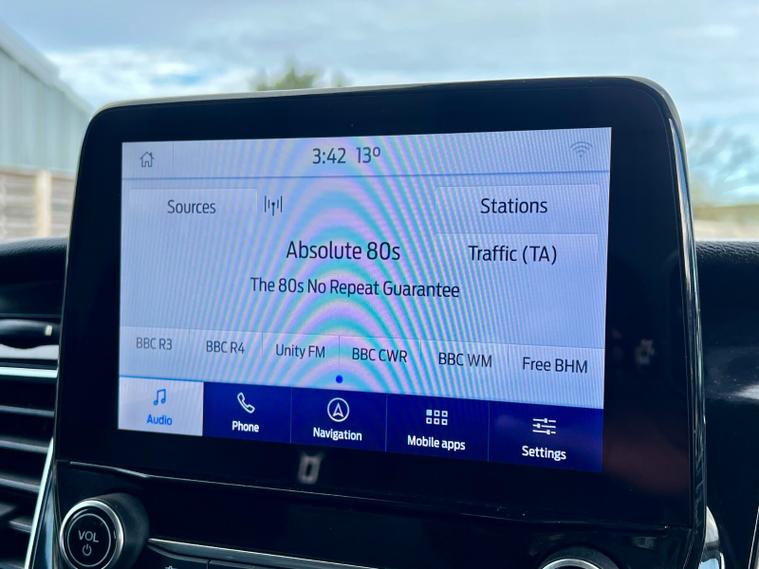 3:42 13º
Sources Stations
Absolute 80s Traffic (TA)
The 80s No Repeat Guarantee
BBC R3 BBC R4 Unity FM BBC CWR BBC WM Free BHM
Audio Phone Navigation Mobile apps Settings
VOL